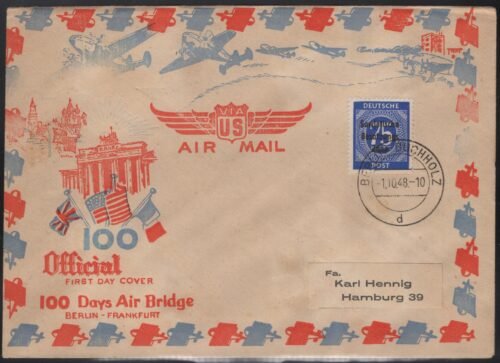 VIA
US
AIR MAIL
DEUTSCHE
75
POST
BUCHHOLZ
-1.10.48.-10
d
100
Official
FIRST DAY COVER
100 Days Air Bridge
BERLIN - FRANKFURT
Fa.
Karl Hennig
Hamburg 39